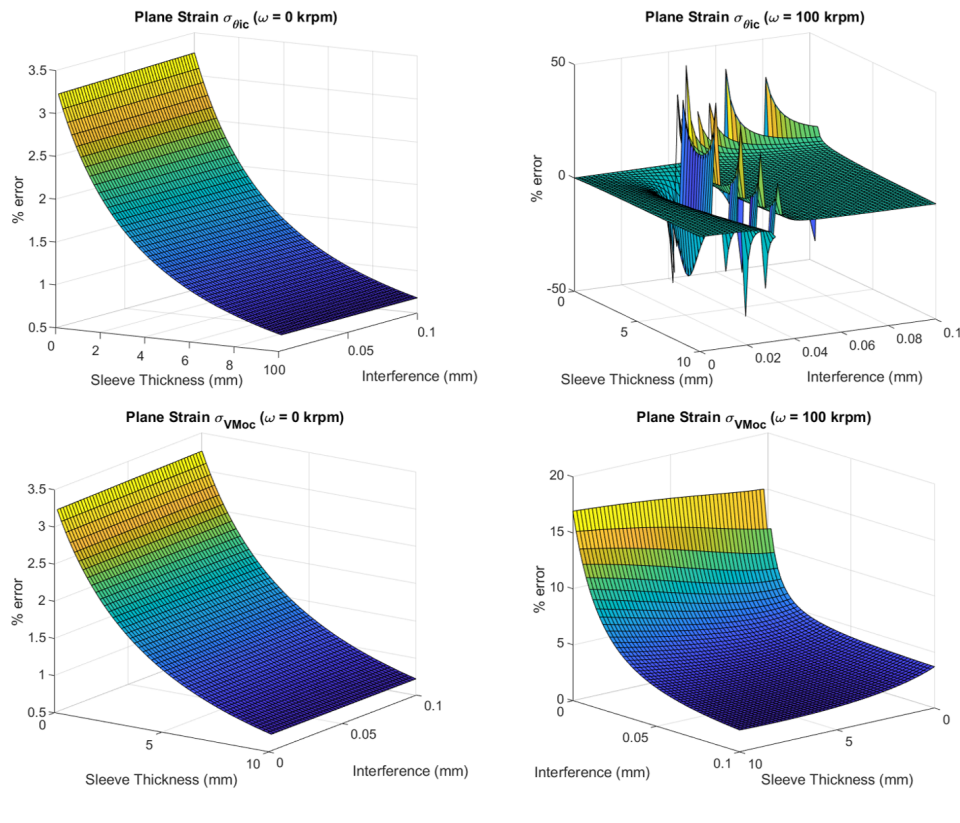 Plane Strain σθic (ω = 0 krpm)
3.5
3
2.5
2
1.5
1
0.5
% error
0 2 4 6 8 100
Sleeve Thickness (mm)
0.05
0.1
Interference (mm)
Plane Strain σθic (ω = 100 krpm)
50
0
-50
% error
0
5
10
Sleeve Thickness (mm)
0 0.02 0.04 0.06 0.08 0.1
Interference (mm)
Plane Strain σVMoc (ω = 0 krpm)
3.5
3
2.5
2
1.5
1
0.5
% error
0
5
10
Sleeve Thickness (mm)
0
0.05
0.1
Interference (mm)
Plane Strain σVMoc (ω = 100 krpm)
20
15
10
5
0
% error
0
0.05
0.1
Interference (mm)
10
5
0
Sleeve Thickness (mm)